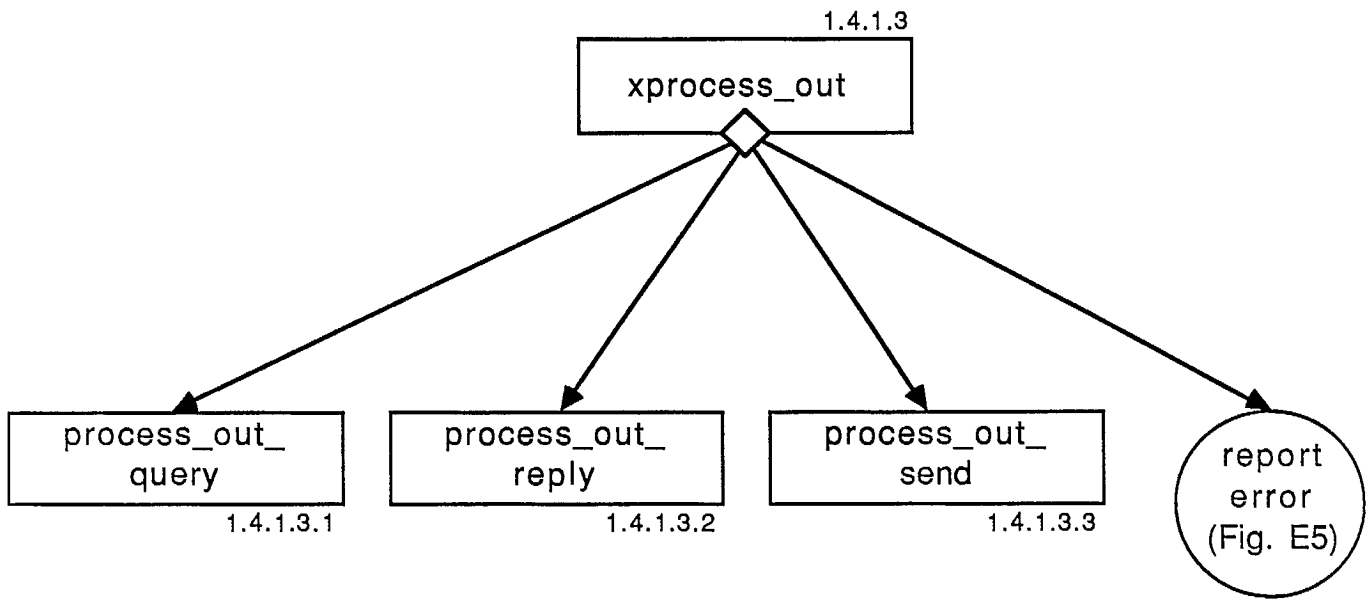 1.4.1.3
xprocess_out
process_out_
query
1.4.1.3.1
process_out_
reply
1.4.1.3.2
process_out_
send
1.4.1.3.3
report
error
(Fig. E5)